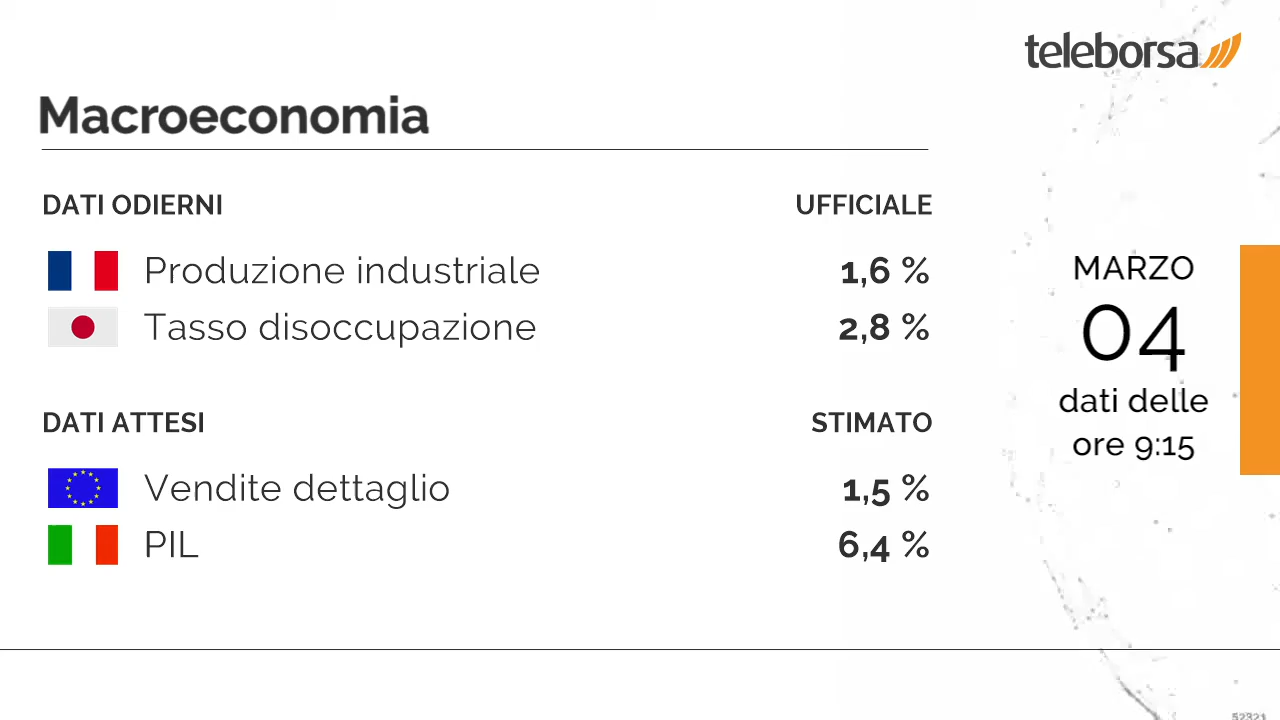 teleborsa
Macroeconomia
DATI ODIERNI UFFICIALE
Produzione industriale 1,6 %
Tasso disoccupazione 2,8 %
DATI ATTESI STIMATO
Vendite dettaglio 1,5 %
PIL 6,4 %
MARZO
04
dati delle
ore 9:15
52321